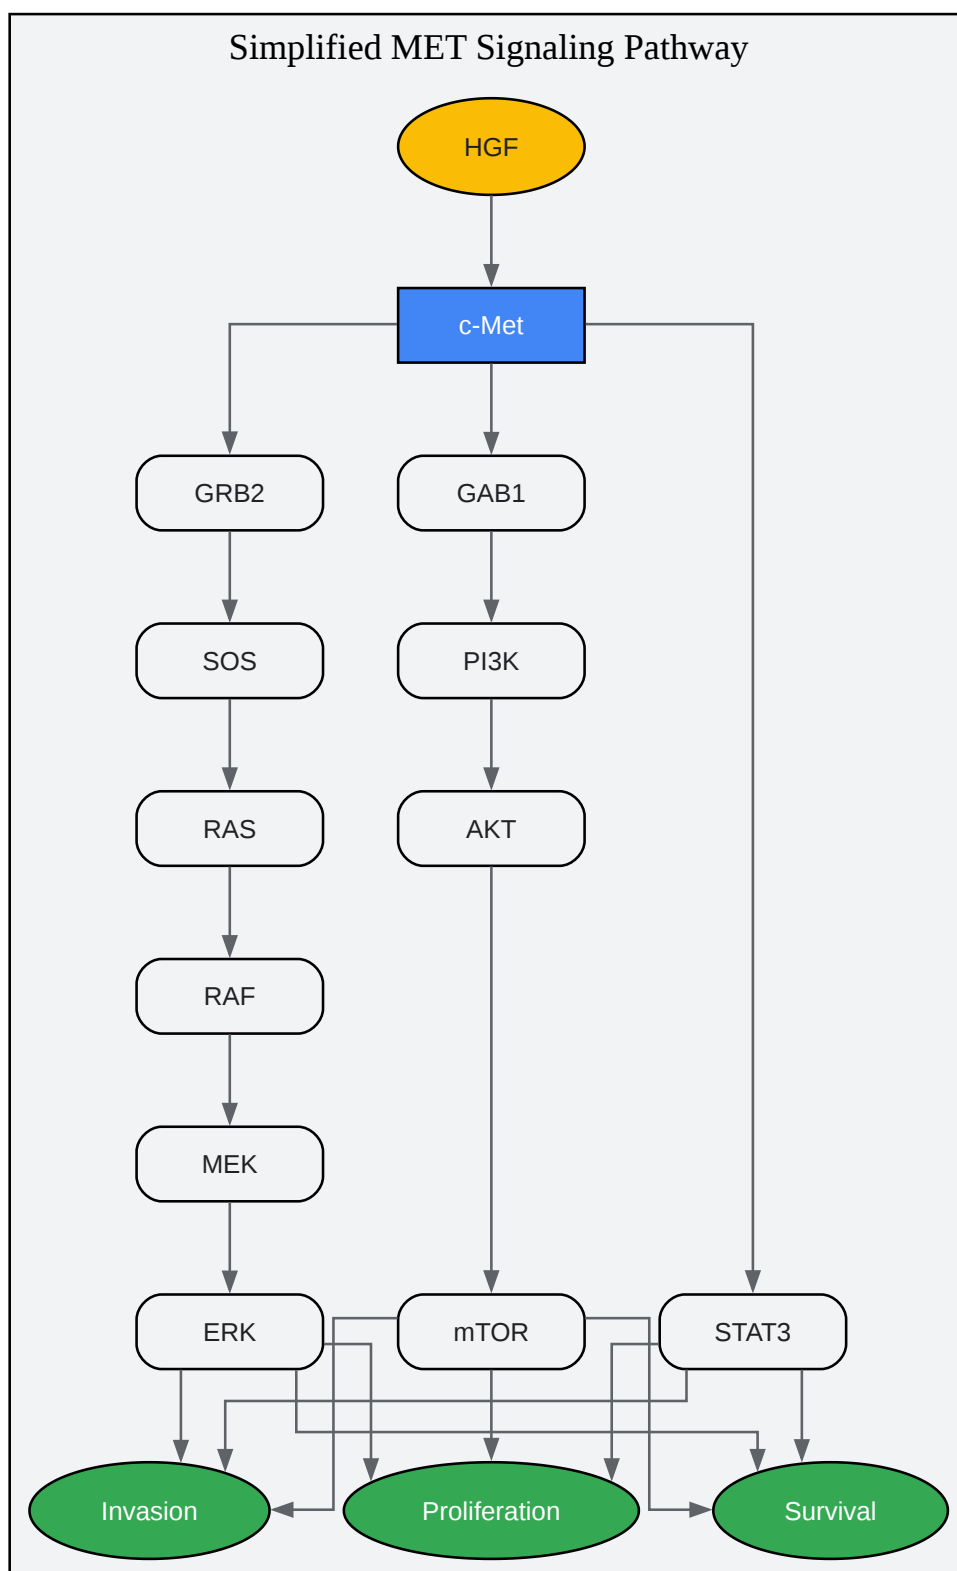 Simplified MET Signaling Pathway
HGF
c-Met
GRB2
GAB1
SOS
PI3K
RAS
AKT
RAF
MEK
ERK
mTOR
STAT3
Invasion
Proliferation
Survival